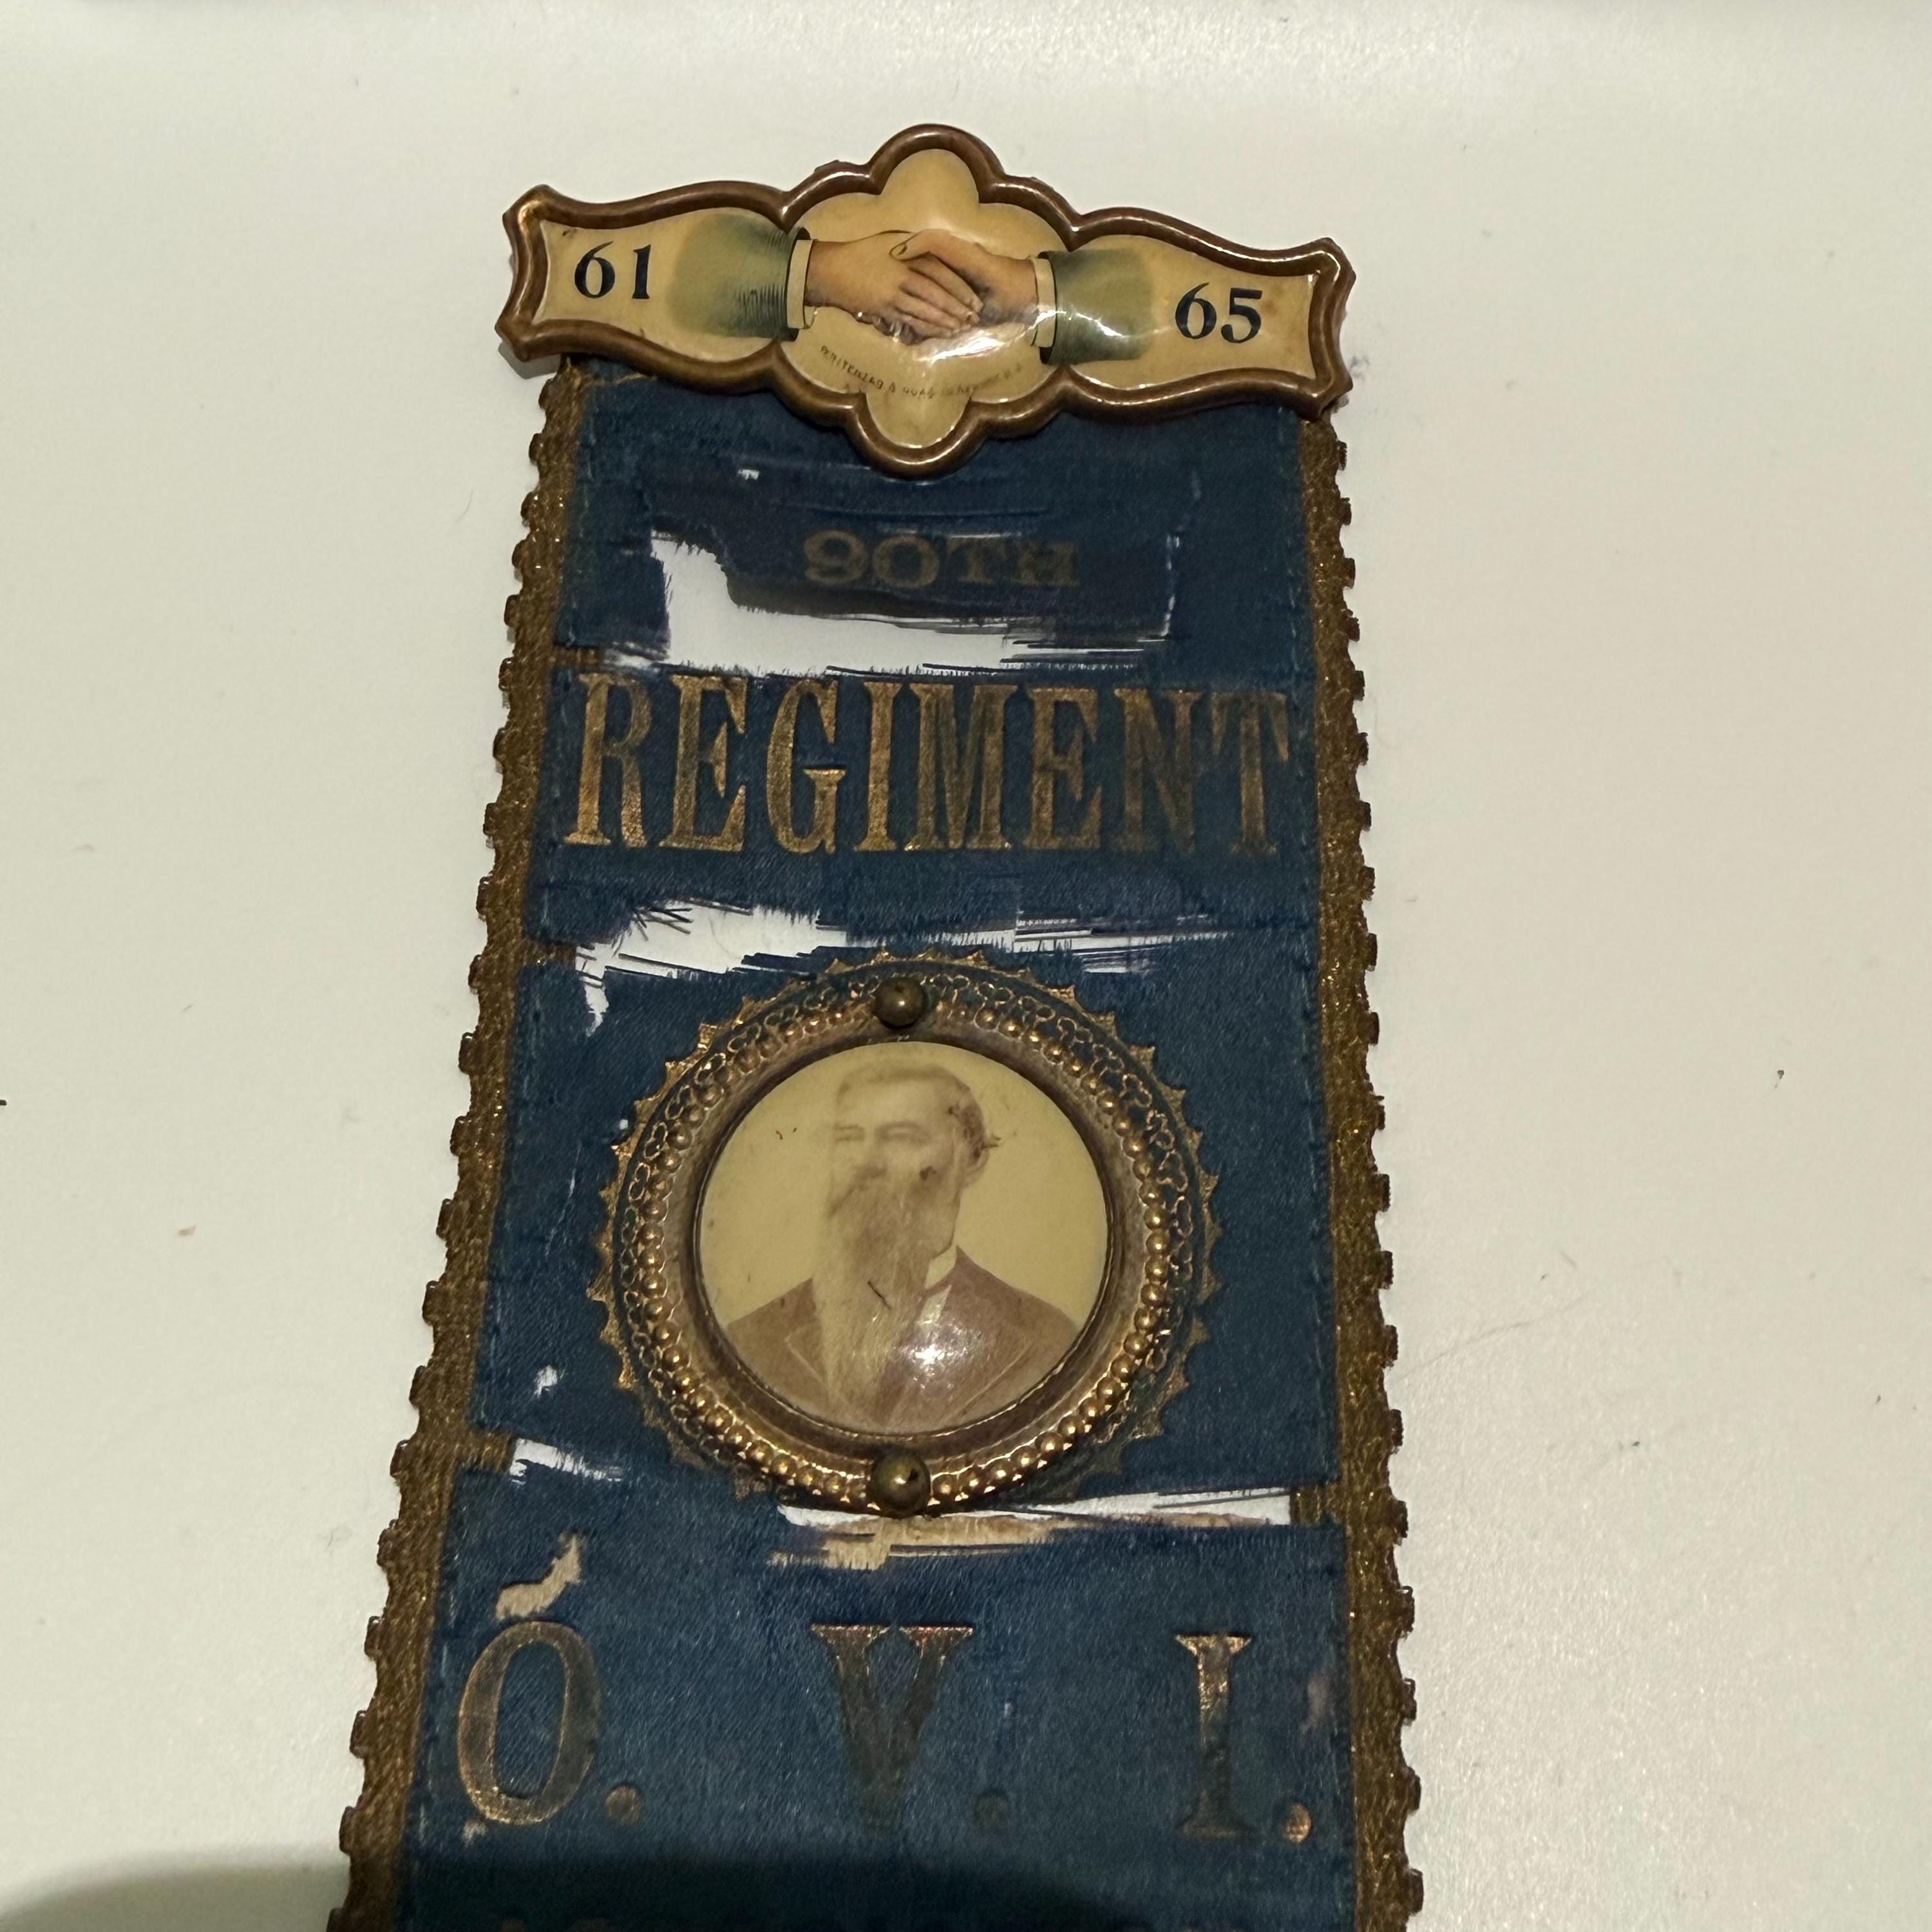 61 65
90TH
REGIMENT
O. V. I.